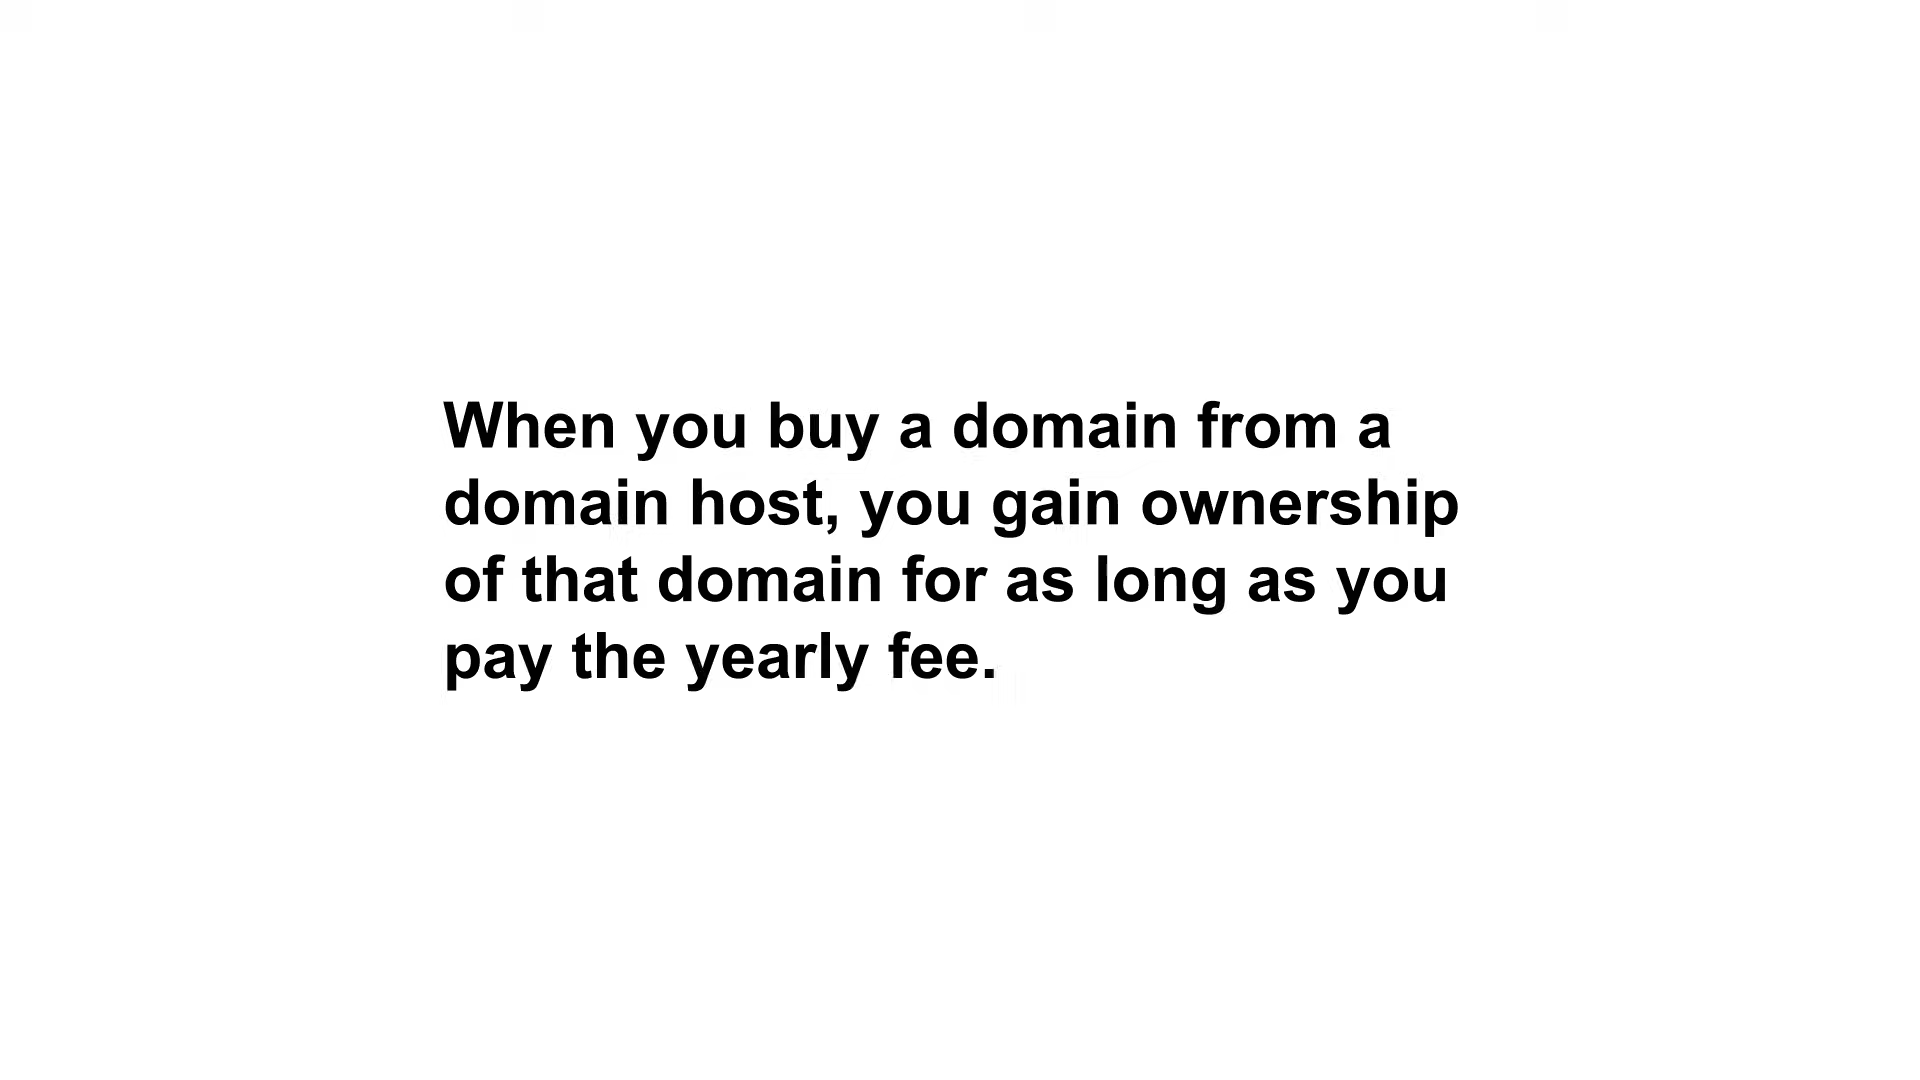 When you buy a domain from a
domain host, you gain ownership
of that domain for as long as you
pay the yearly fee.